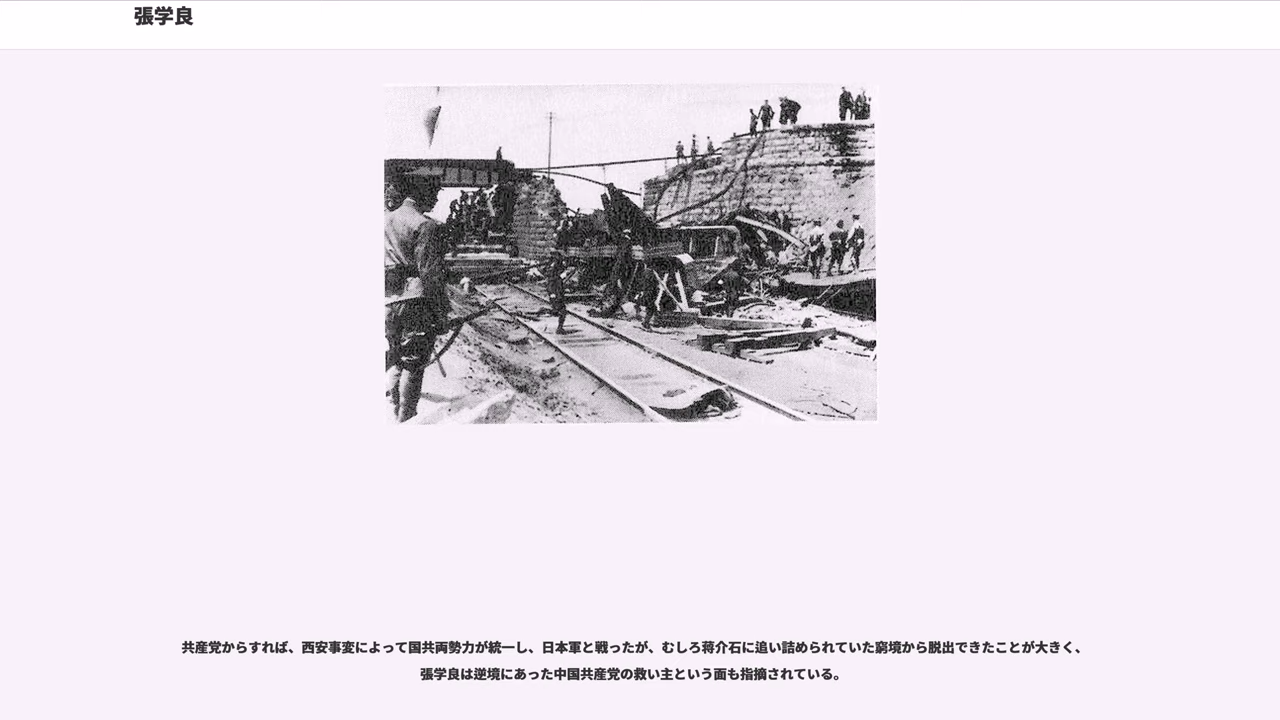 張学良
共産党からすれば、西安事変によって国共両勢力が統一し、日本軍と戦ったが、むしろ蒋介石に追い詰められていた窮境から脱出できたことが大きく、
張学良は逆境にあった中国共産党の救い主という面も指摘されている。